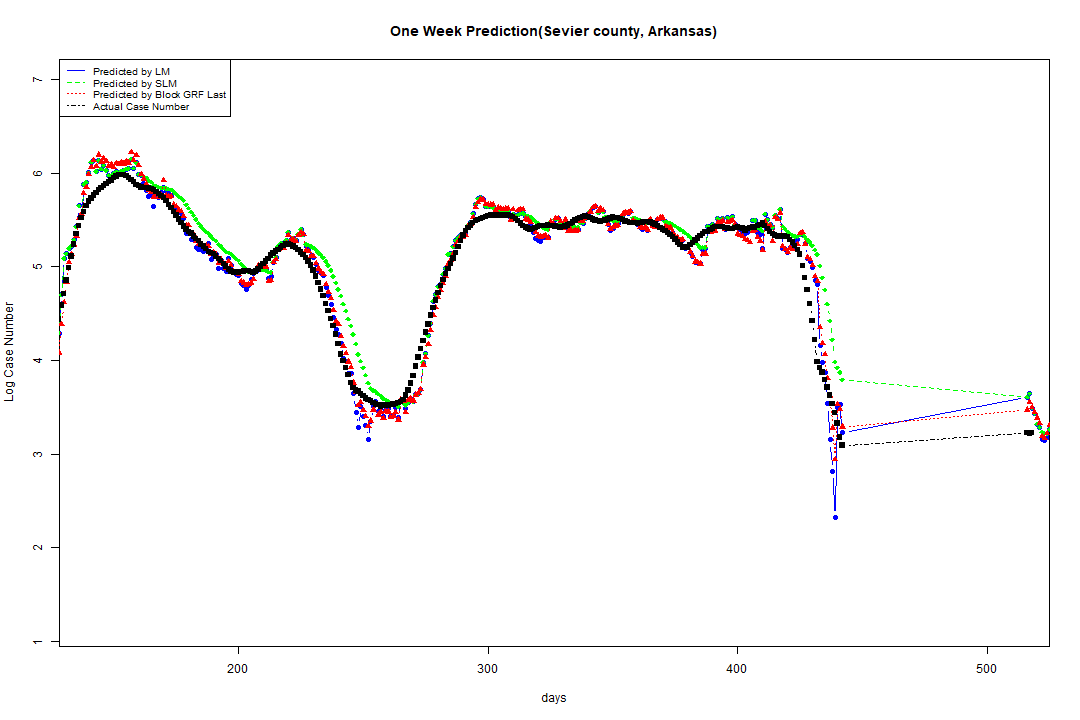 One Week Prediction(Sevier county, Arkansas)
Predicted by LM
Predicted by SLM
Predicted by Block GRF Last
Actual Case Number
7
6
5
4
3
2
1
Log Case Number
200 300 400 500
days